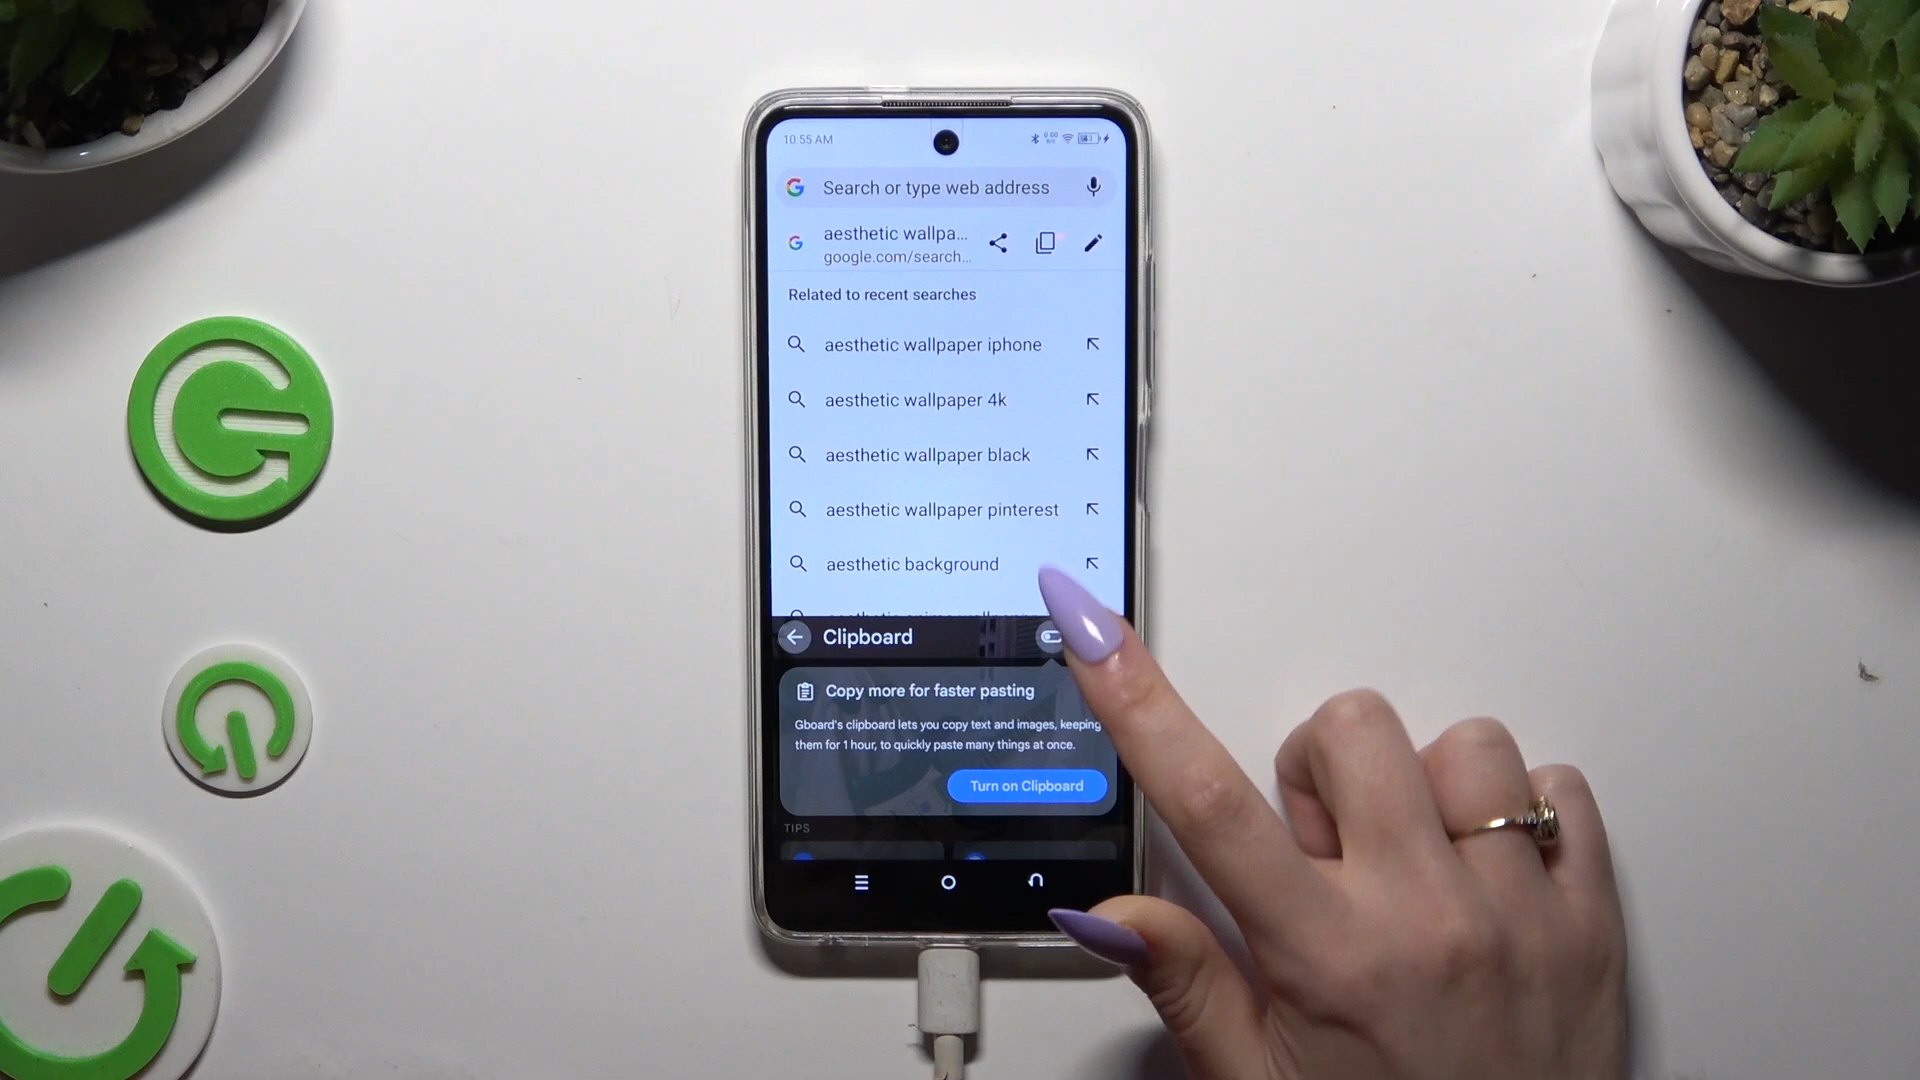 10:55 AM
0.00
Search or type web address
aesthetic wallpa...
google.com/search...
Related to recent searches
aesthetic wallpaper iphone
aesthetic wallpaper 4k
aesthetic wallpaper black
aesthetic wallpaper pinterest
aesthetic background
Clipboard
Copy more for faster pasting
Gboard's clipboard lets you copy text and images, keeping
them for 1 hour, to quickly paste many things at once.
Turn on Clipboard
TIPS